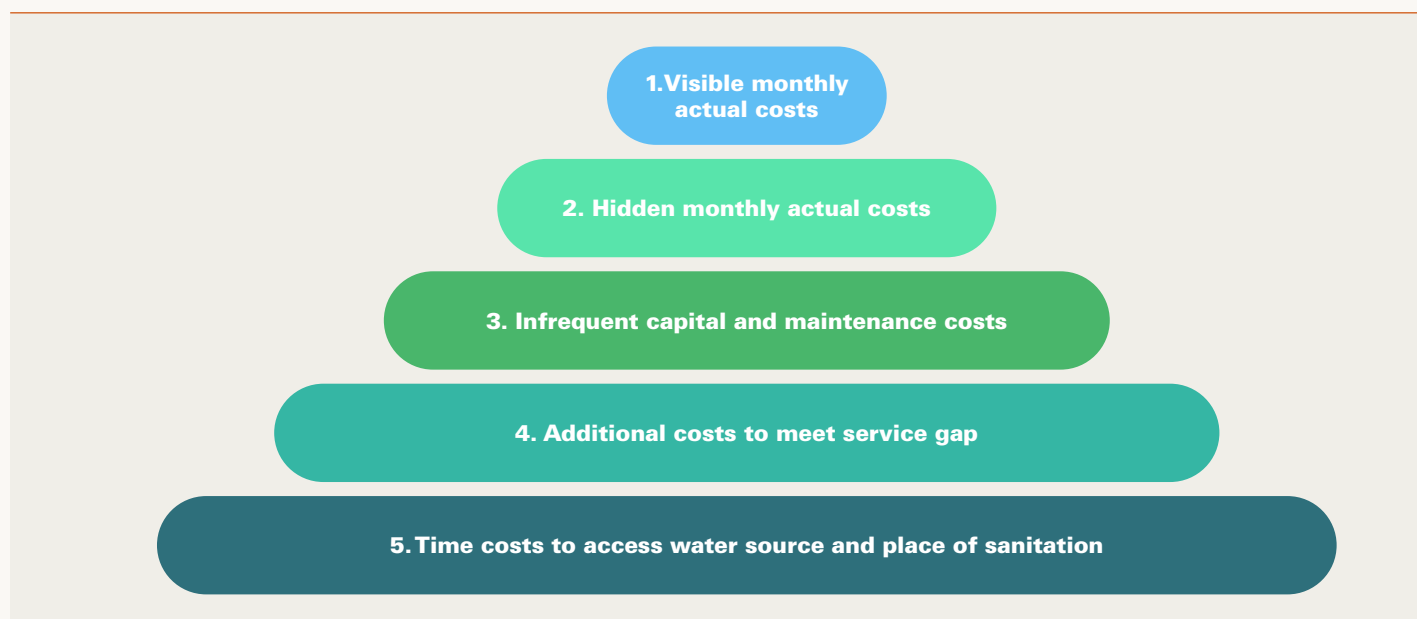 1. Visible monthly
actual costs
2. Hidden monthly actual costs
3. Infrequent capital and maintenance costs
4. Additional costs to meet service gap
5. Time costs to access water source and place of sanitation